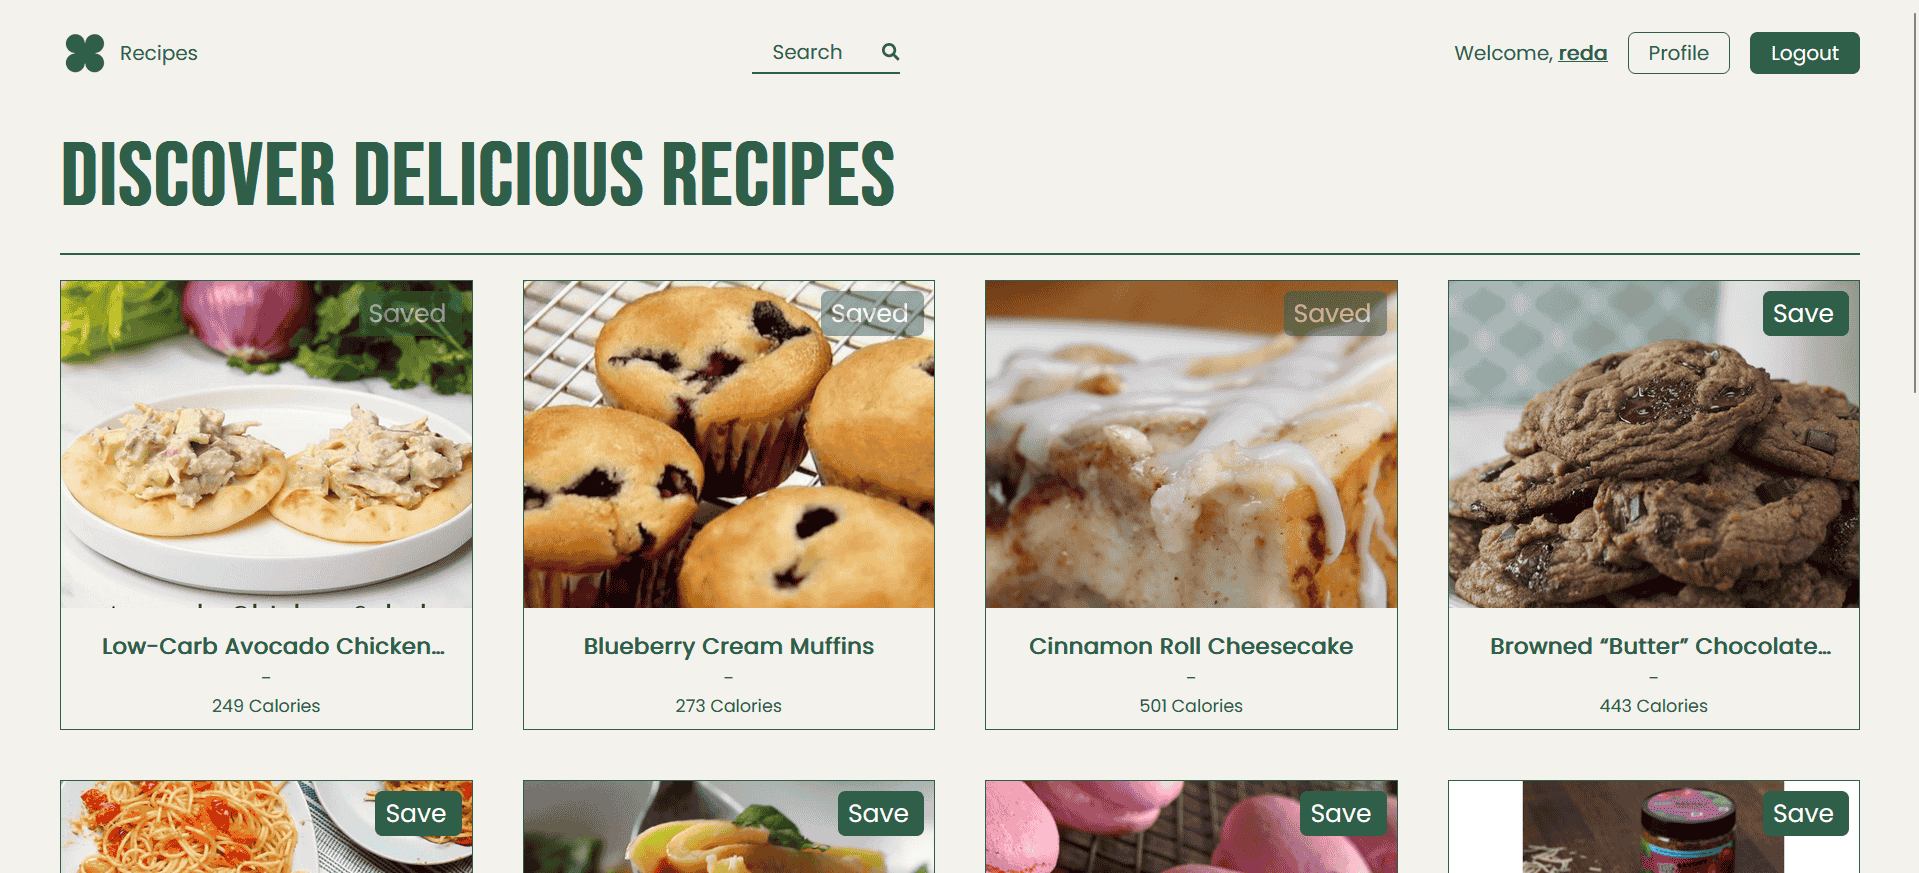 Recipes
Search
Welcome, reda
Profile
Logout
DISCOVER DELICIOUS RECIPES
Saved
Saved
Saved
Save
Low-Carb Avocado Chicken...
Blueberry Cream Muffins
Cinnamon Roll Cheesecake
Browned “Butter” Chocolate...
–
–
–
–
249 Calories
273 Calories
501 Calories
443 Calories
Save
Save
Save
Save